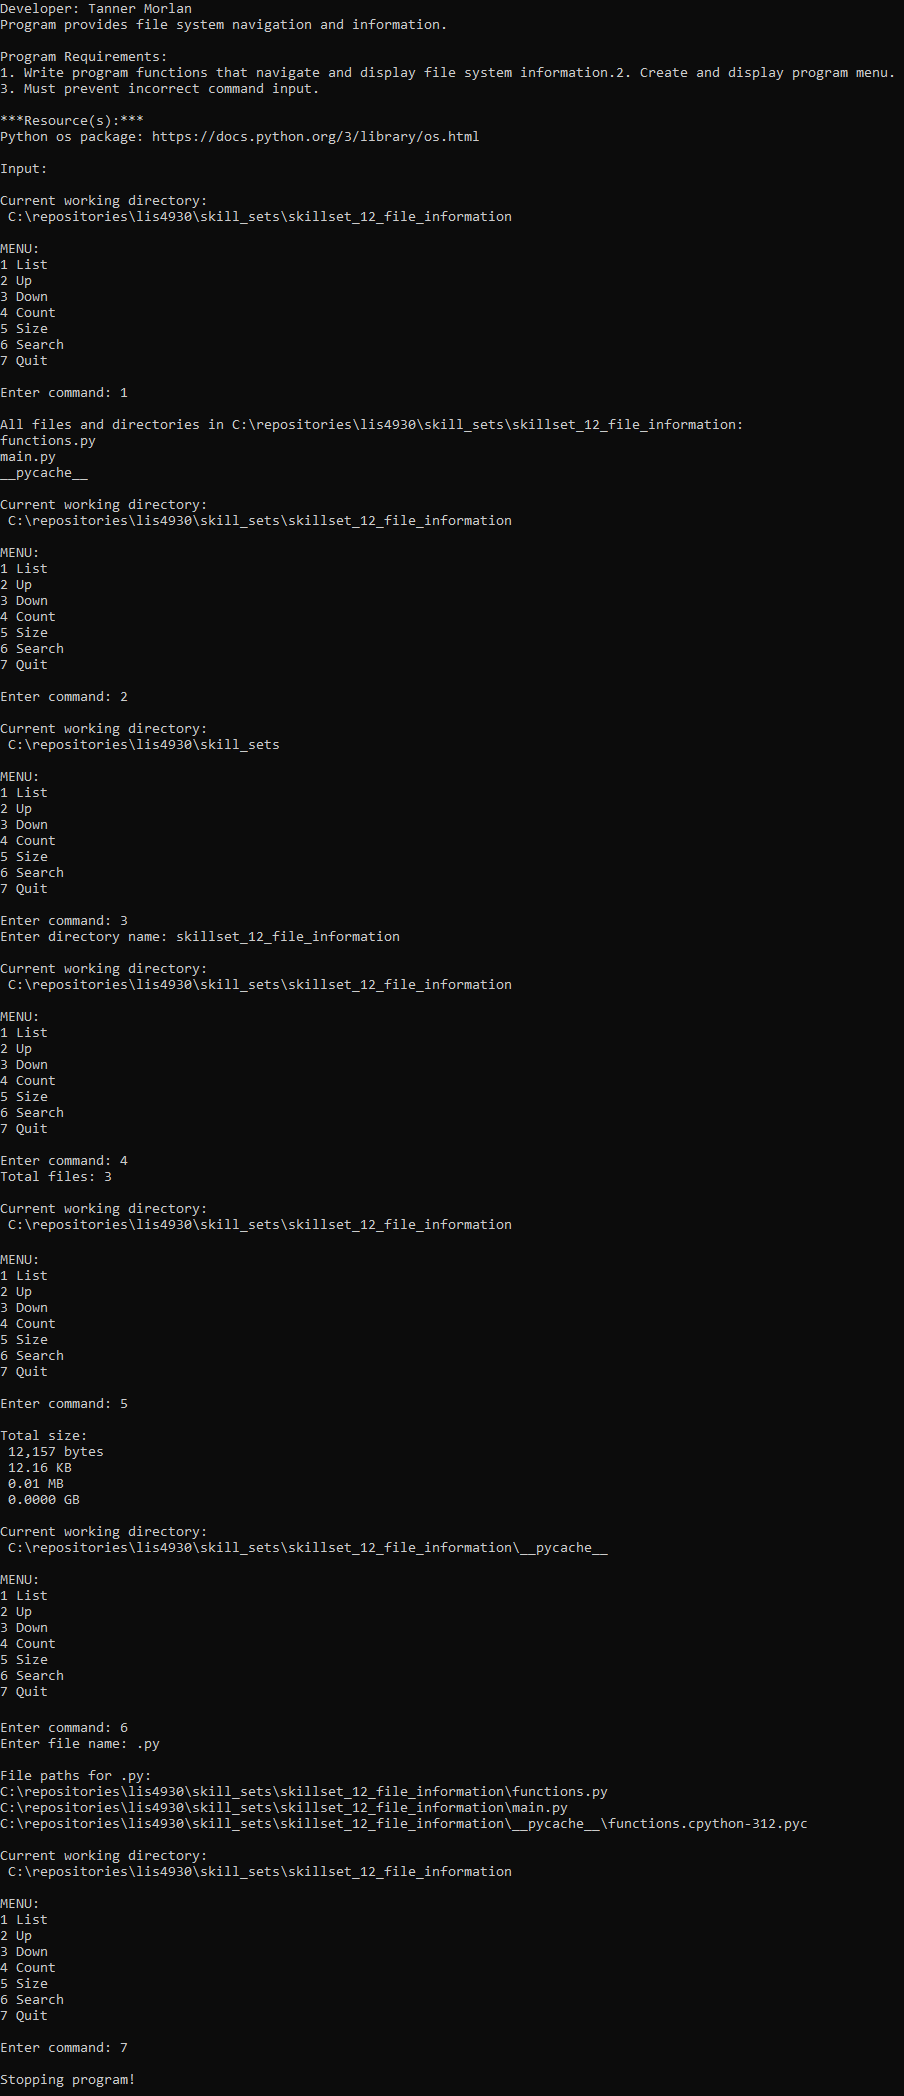 Developer: Tanner Morlan
Program provides file system navigation and information.
Program Requirements:
1. Write program functions that navigate and display file system information.2. Create and display program menu.
3. Must prevent incorrect command input.
***Resource(s):***
Python os package: https://docs.python.org/3/library/os.html
Input:
Current working directory:
 C:\repositories\lis4930\skill_sets\skillset_12_file_information
MENU:
1 List
2 Up
3 Down
4 Count
5 Size
6 Search
7 Quit
Enter command: 1
All files and directories in C:\repositories\lis4930\skill_sets\skillset_12_file_information:
functions.py
main.py
__pycache__
Current working directory:
 C:\repositories\lis4930\skill_sets\skillset_12_file_information
MENU:
1 List
2 Up
3 Down
4 Count
5 Size
6 Search
7 Quit
Enter command: 2
Current working directory:
 C:\repositories\lis4930\skill_sets
MENU:
1 List
2 Up
3 Down
4 Count
5 Size
6 Search
7 Quit
Enter command: 3
Enter directory name: skillset_12_file_information
Current working directory:
 C:\repositories\lis4930\skill_sets\skillset_12_file_information
MENU:
1 List
2 Up
3 Down
4 Count
5 Size
6 Search
7 Quit
Enter command: 4
Total files: 3
Current working directory:
 C:\repositories\lis4930\skill_sets\skillset_12_file_information
MENU:
1 List
2 Up
3 Down
4 Count
5 Size
6 Search
7 Quit
Enter command: 5
Total size:
 12,157 bytes
 12.16 KB
 0.01 MB
 0.0000 GB
Current working directory:
 C:\repositories\lis4930\skill_sets\skillset_12_file_information\__pycache__
MENU:
1 List
2 Up
3 Down
4 Count
5 Size
6 Search
7 Quit
Enter command: 6
Enter file name: .py
File paths for .py:
C:\repositories\lis4930\skill_sets\skillset_12_file_information\functions.py
C:\repositories\lis4930\skill_sets\skillset_12_file_information\main.py
C:\repositories\lis4930\skill_sets\skillset_12_file_information\__pycache__\functions.cpython-312.pyc
Current working directory:
 C:\repositories\lis4930\skill_sets\skillset_12_file_information
MENU:
1 List
2 Up
3 Down
4 Count
5 Size
6 Search
7 Quit
Enter command: 7
Stopping program!